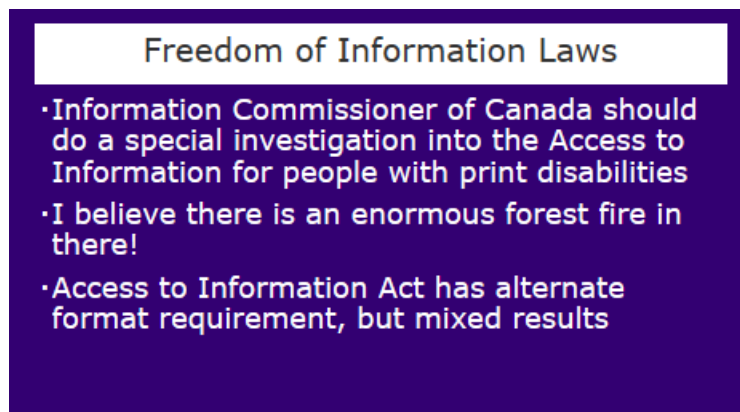 Freedom of Information Laws
·Information Commissioner of Canada should
do a special investigation into the Access to
Information for people with print disabilities
·I believe there is an enormous forest fire in
there!
·Access to Information Act has alternate
format requirement, but mixed results